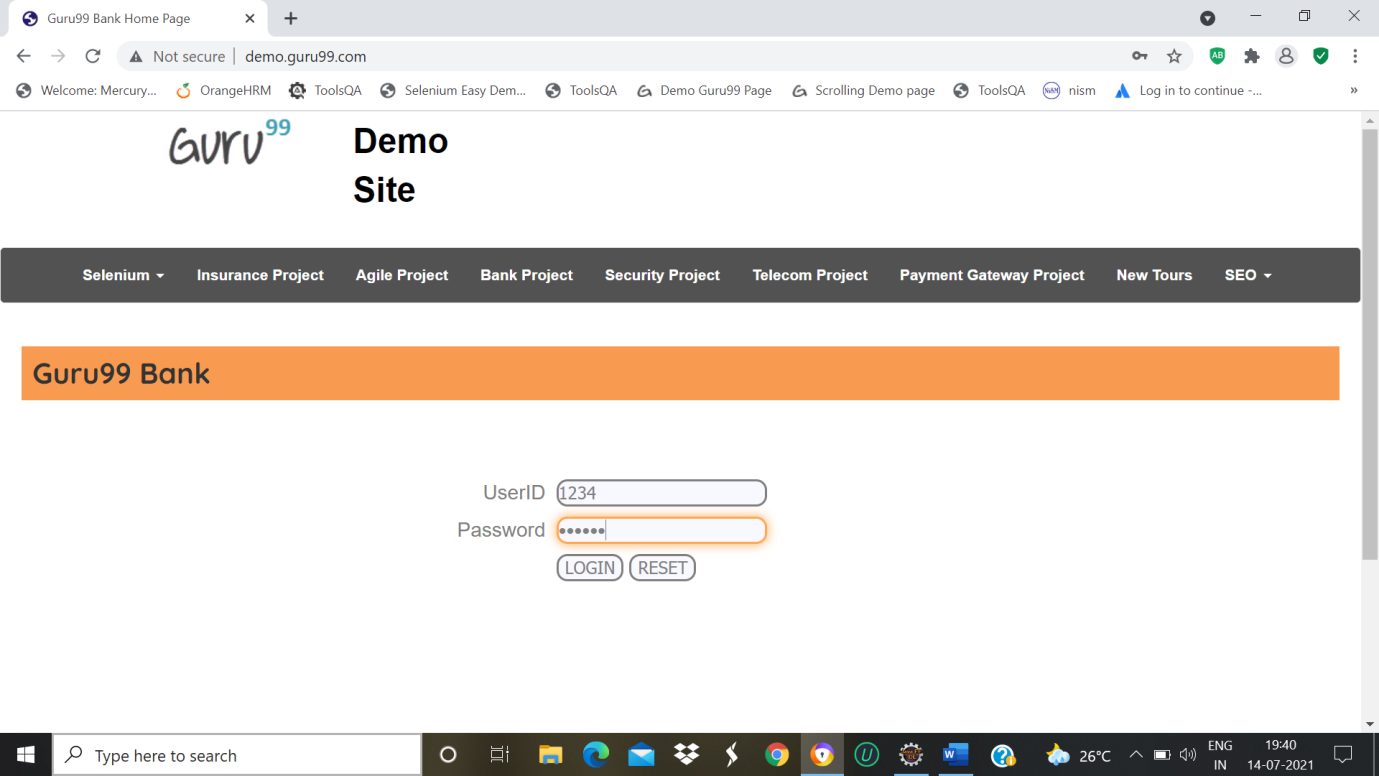 Guru99 Bank Home Page
Not secure | demo.guru99.com
Welcome: Mercury... OrangeHRM ToolsQA Selenium Easy Dem... ToolsQA Demo Guru99 Page Scrolling Demo page ToolsQA NISM nism Log in to continue -... »
Guru99 Demo
Site
Selenium Insurance Project Agile Project Bank Project Security Project Telecom Project Payment Gateway Project New Tours SEO
Guru99 Bank
UserID 1234
Password ••••••
LOGIN RESET
Type here to search
26°C
ENG 19:40
IN 14-07-2021